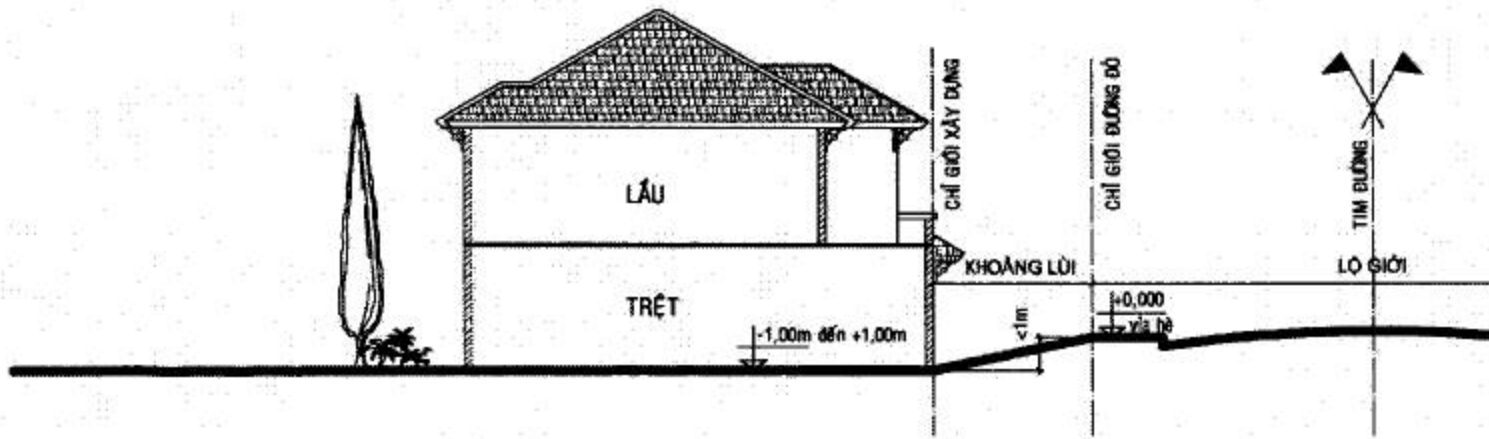 CHỈ GIỚI XÂY DỰNG
CHỈ GIỚI ĐƯỜNG ĐỎ
TIM ĐƯỜNG
LẦU
KHOẢNG LÙI
LỘ GIỚI
TRỆT
+0,000
vỉa hè
<1m
-1,00m đến +1,00m